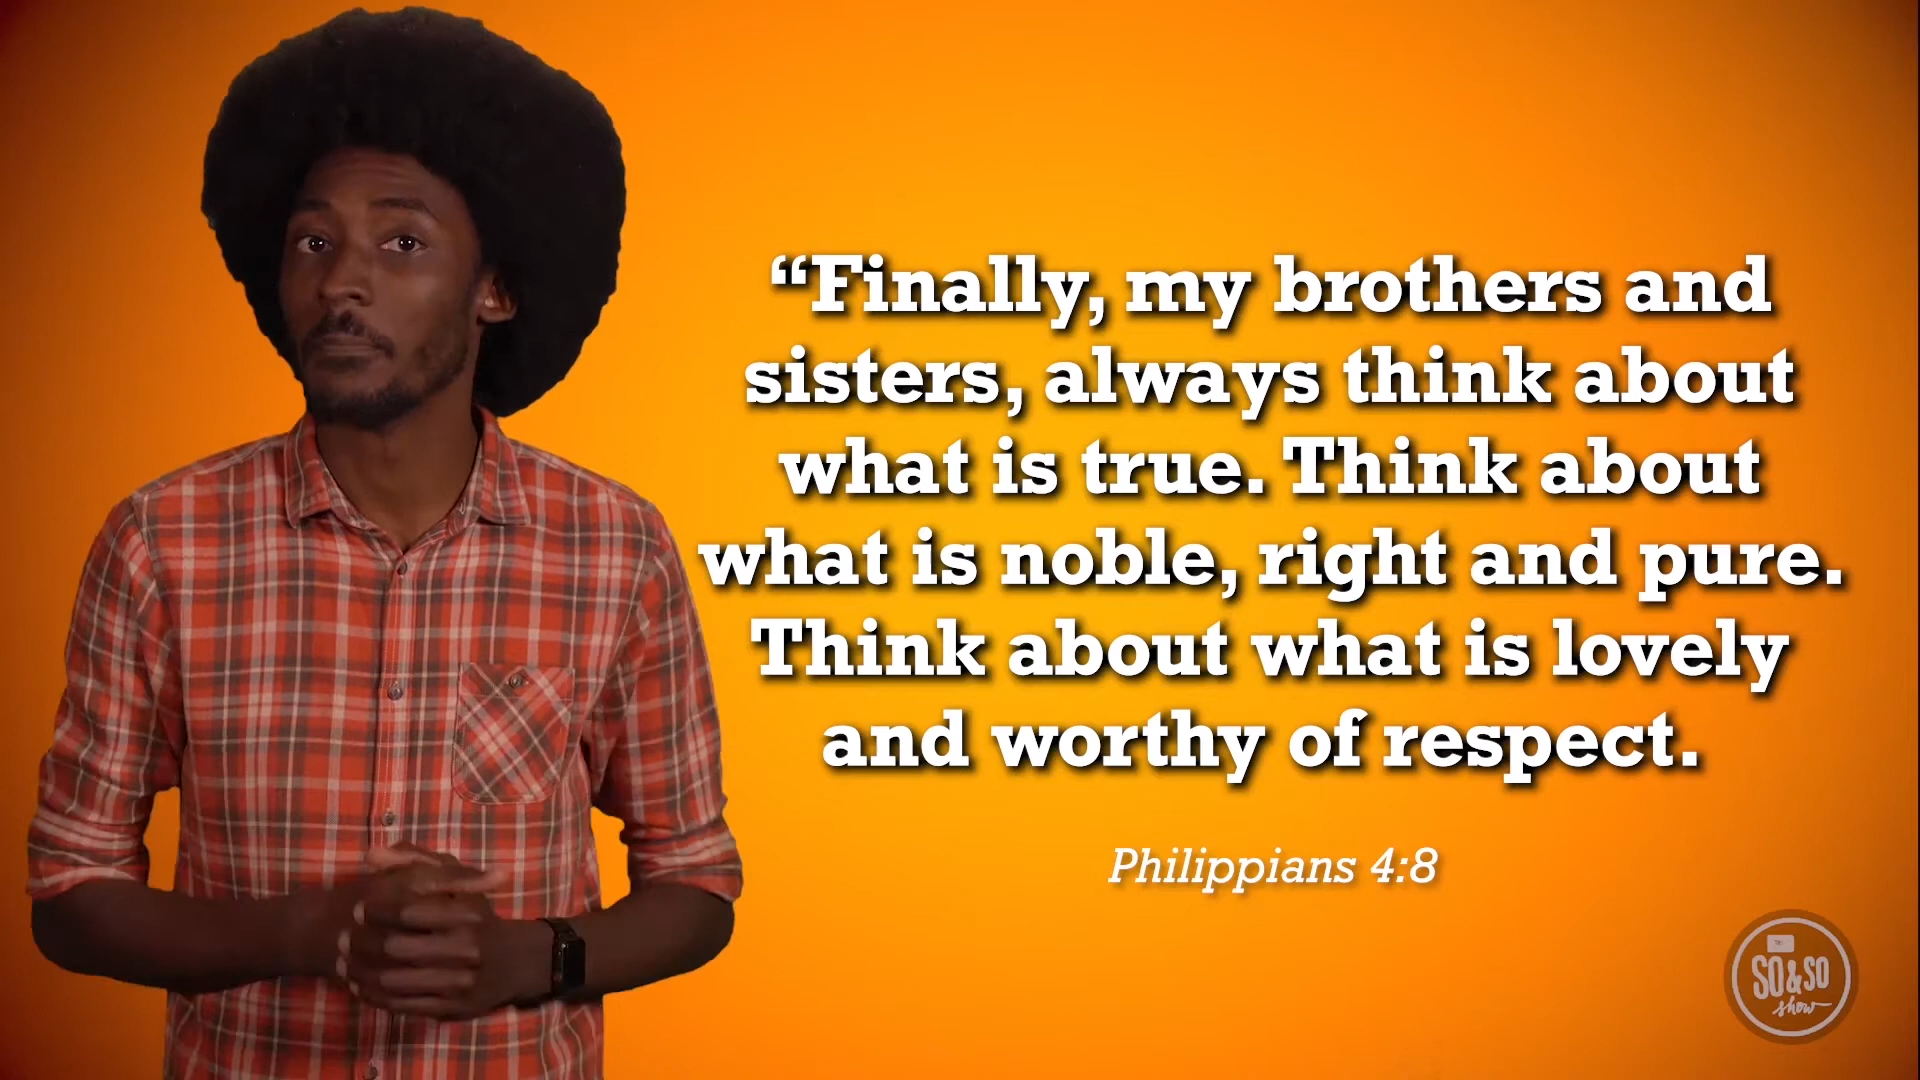 “Finally, my brothers and
sisters, always think about
what is true. Think about
what is noble, right and pure.
Think about what is lovely
and worthy of respect.
Philippians 4:8
SO & SO
show